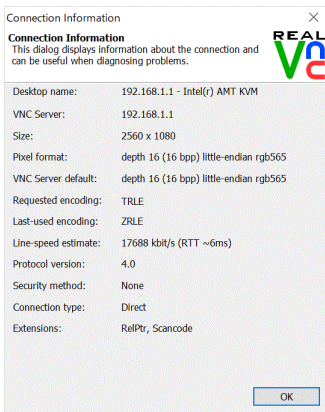 Connection Information
Connection Information
This dialog displays information about the connection and
can be useful when diagnosing problems.
REAL
VNC
Desktop name: 192.168.1.1 - Intel(r) AMT KVM
VNC Server: 192.168.1.1
Size: 2560 x 1080
Pixel format: depth 16 (16 bpp) little-endian rgb565
VNC Server default: depth 16 (16 bpp) little-endian rgb565
Requested encoding: TRLE
Last-used encoding: ZRLE
Line-speed estimate: 17688 kbit/s (RTT ~6ms)
Protocol version: 4.0
Security method: None
Connection type: Direct
Extensions: RelPtr, Scancode
OK